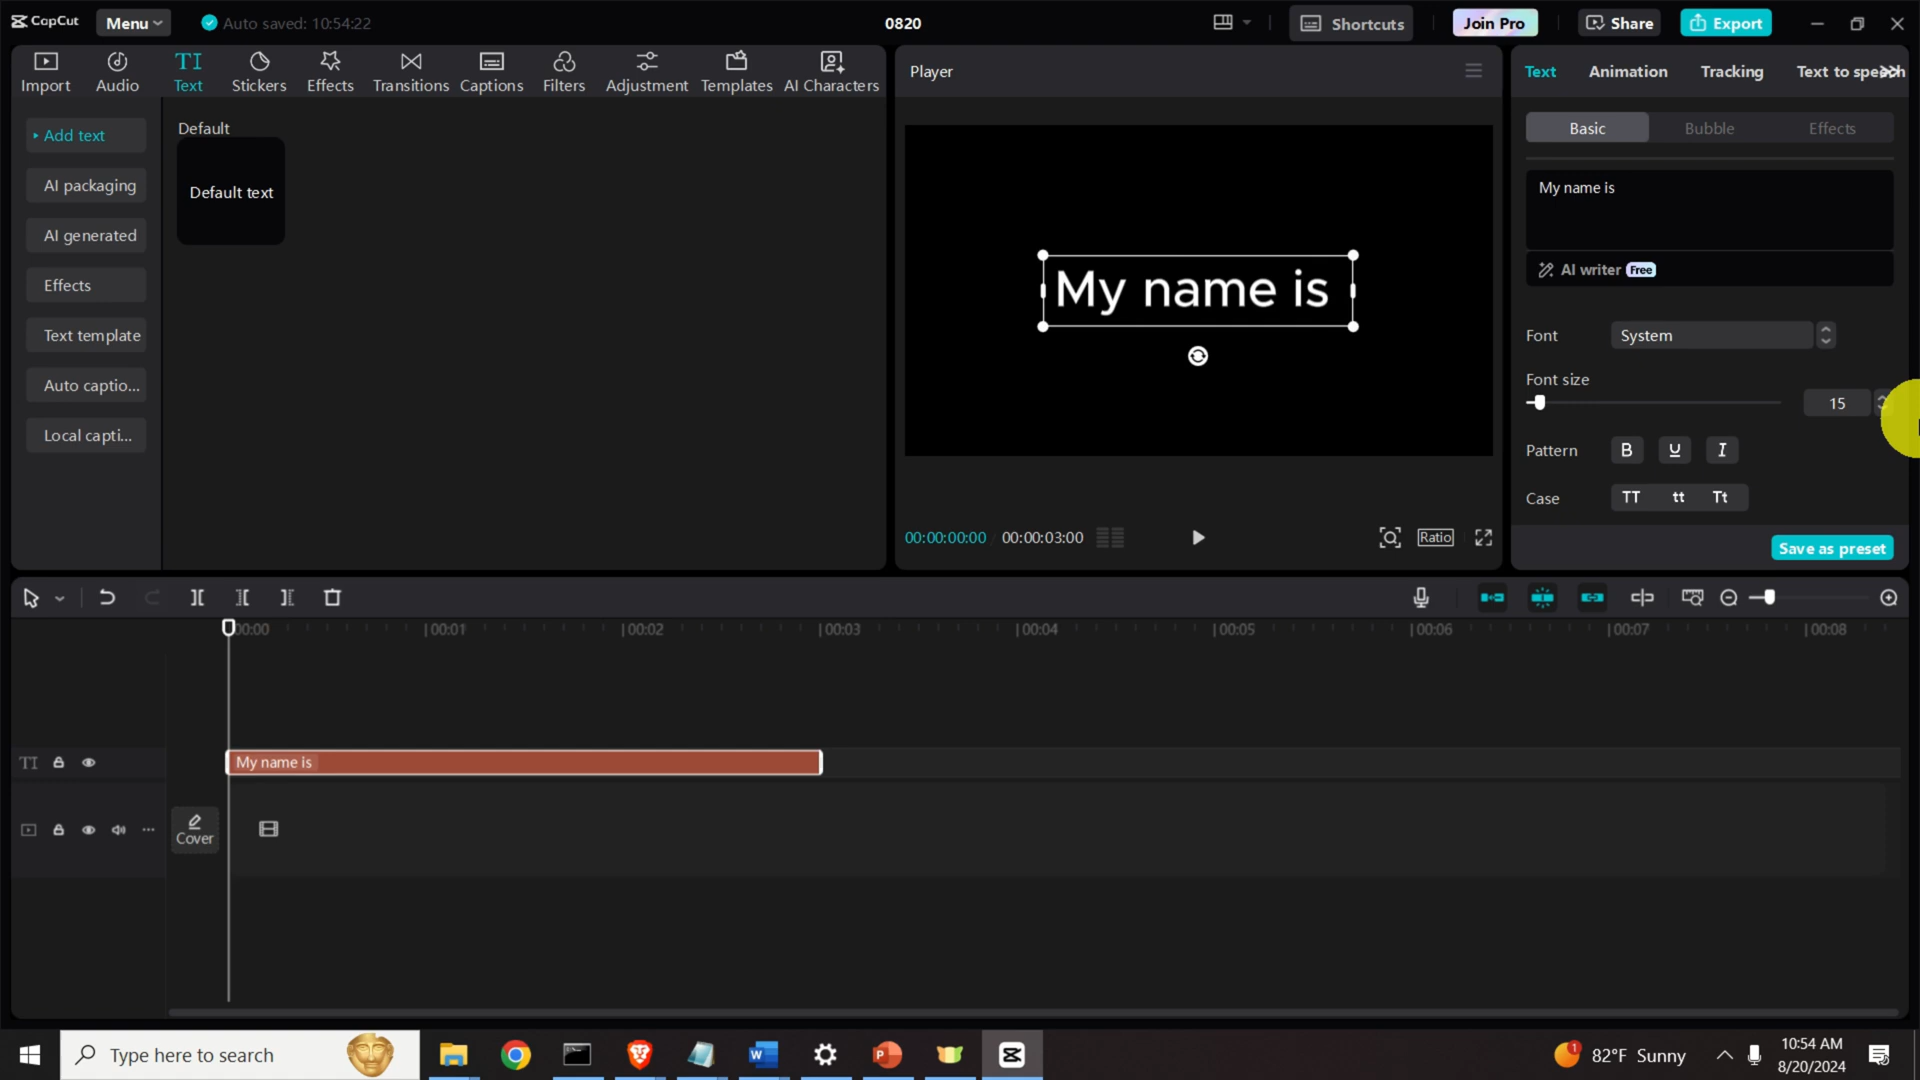 CapCut
Menu
Auto saved: 10:54:22
0820
Shortcuts
Join Pro
Share
Export
Import
Audio
TI
Text
Stickers
Effects
Transitions
Captions
Filters
Adjustment
Templates
AI Characters
Add text
AI packaging
AI generated
Effects
Text template
Auto captio...
Local capti...
Default
Default text
Player
My name is
00:00:00:00
00:00:03:00
Ratio
Text
Animation
Tracking
Text to speech
Basic
Bubble
Effects
My name is
AI writer Free
Font
System
Font size
15
Pattern
B U I
Case
TT tt Tt
Save as preset
00:00
00:01
00:02
00:03
00:04
00:05
00:06
00:07
00:08
TI
My name is
Cover
Type here to search
W
P
1
82°F Sunny
10:54 AM
8/20/2024